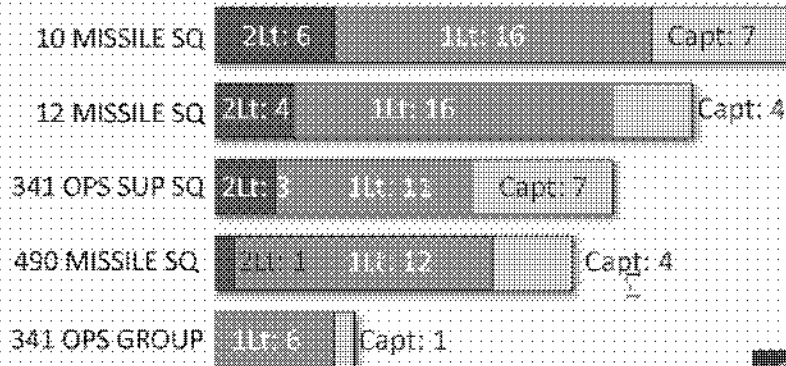 10 MISSILE SQ 2Lt: 6 1Lt: 16 Capt: 7
12 MISSILE SQ 2Lt: 4 1Lt: 16 Capt: 4
341 OPS SUP SQ 2Lt: 3 1Lt: Capt: 7
490 MISSILE SQ 2Lt: 1 1Lt: Capt: 4
341 OPS GROUP 1Lt: 6 Capt: 1